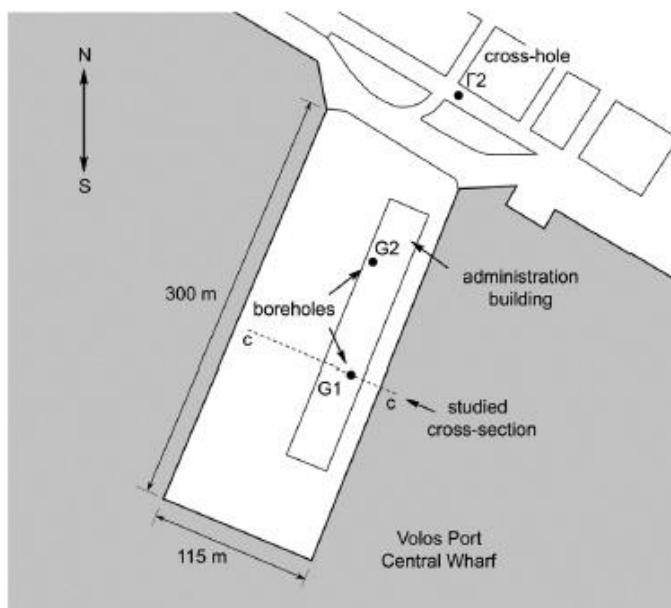 N
S
cross-hole
Γ2
G2
administration
building
300 m
boreholes
c
G1
c
studied
cross-section
115 m
Volos Port
Central Wharf